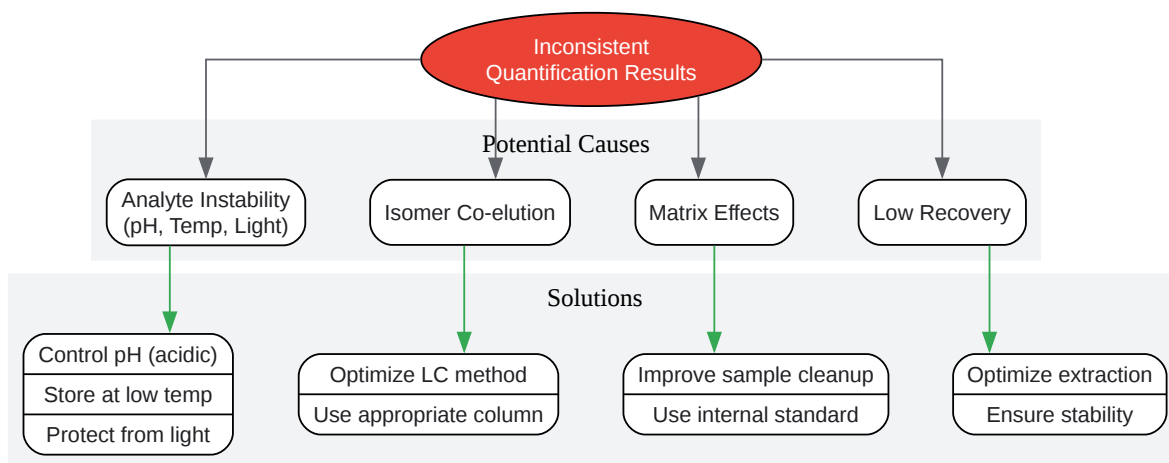 Inconsistent
Quantification Results
Potential Causes
Analyte Instability
(pH, Temp, Light)
Isomer Co-elution
Matrix Effects
Low Recovery
Solutions
Control pH (acidic)
Store at low temp
Protect from light
Optimize LC method
Use appropriate column
Improve sample cleanup
Use internal standard
Optimize extraction
Ensure stability